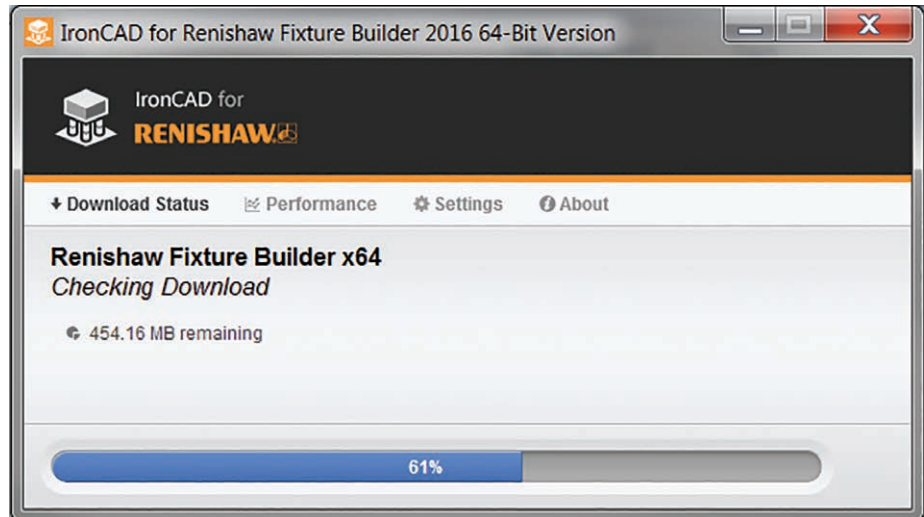 IronCAD for Renishaw Fixture Builder 2016 64-Bit Version
IronCAD for
RENISHAW
Download Status Performance Settings About
Renishaw Fixture Builder x64
Checking Download
454.16 MB remaining
61%